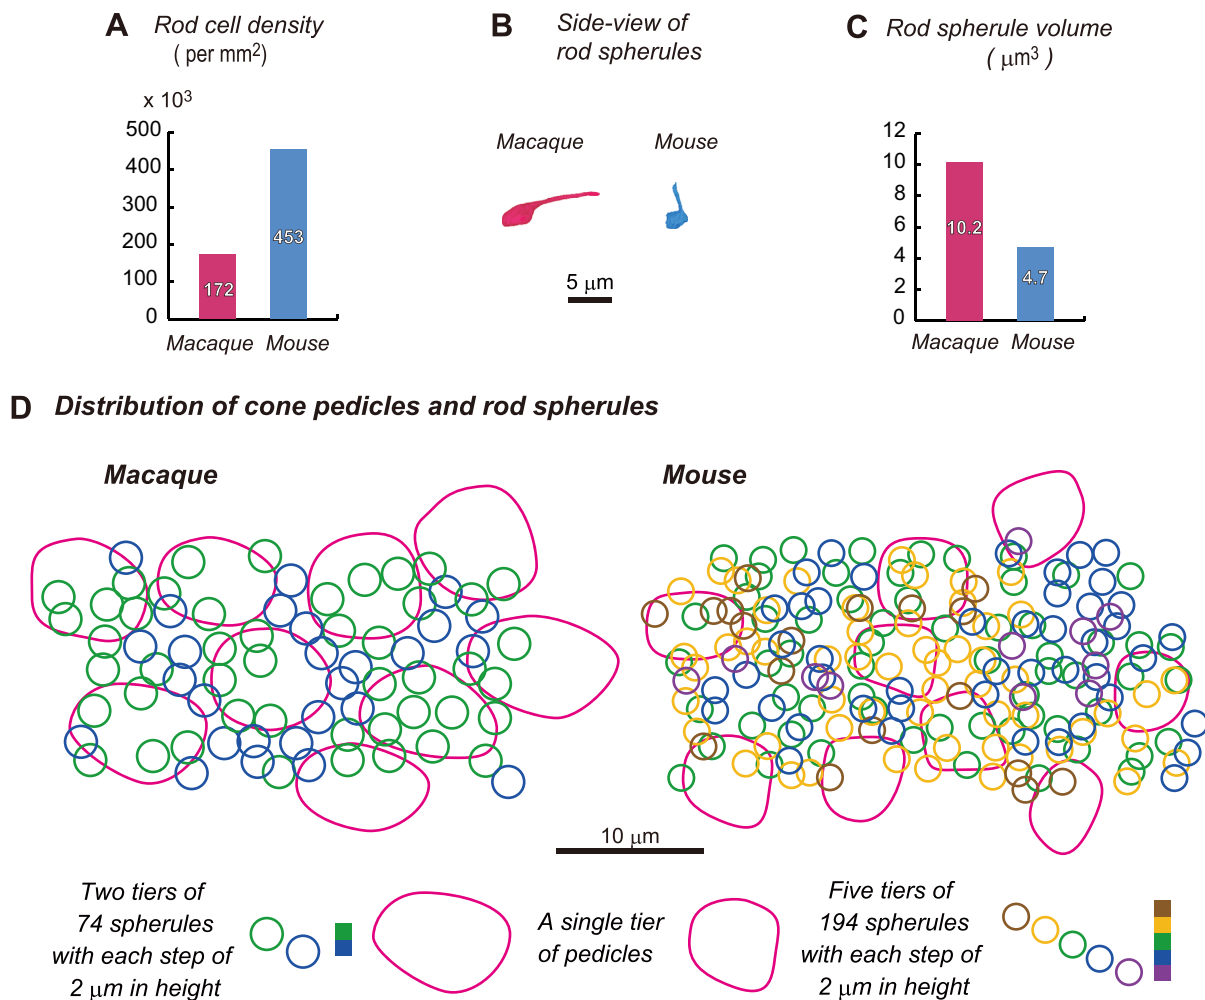 A Rod cell density
( per mm2)
x 103
500
400
300
200
100
0
172
453
Macaque Mouse
B Side-view of
rod spherules
Macaque Mouse
5 μm
C Rod spherule volume
( μm3 )
12
10
8
6
4
2
0
10.2
4.7
Macaque Mouse
D Distribution of cone pedicles and rod spherules
Macaque
Mouse
10 μm
Two tiers of
74 spherules
with each step of
2 μm in height
A single tier
of pedicles
Five tiers of
194 spherules
with each step of
2 μm in height